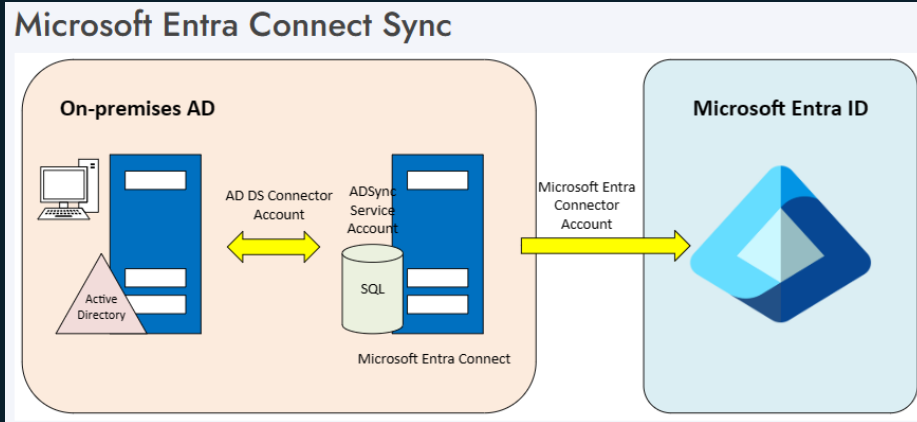 Microsoft Entra Connect Sync
On-premises AD
Microsoft Entra ID
AD DS Connector
Account
ADSync
Service
Account
Microsoft Entra
Connector
Account
Active
Directory
SQL
Microsoft Entra Connect